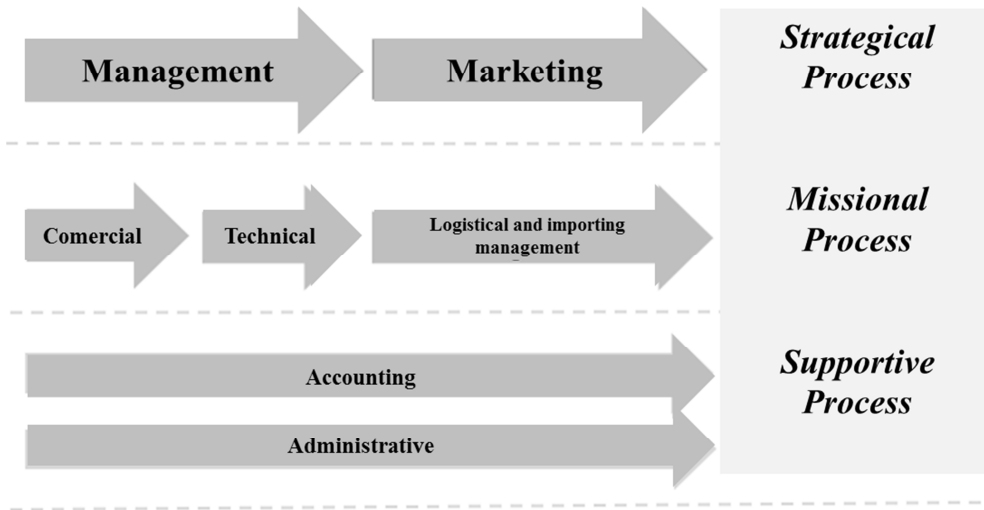 Management
Marketing
Strategical
Process
Comercial
Technical
Logistical and importing
management
Missional
Process
Accounting
Administrative
Supportive
Process